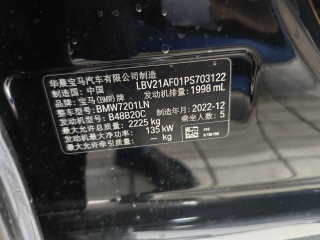 华晨宝马汽车有限公司制造
制造国：中国 LBV21AF01PS703122
品牌：宝马(BMW)牌 发动机排量：1998 mL
整车型号：BMW7201LN
发动机型号：B48B20C 制造年月：2022-12
最大允许总质量：2225 kg 乘坐人数：5
发动机最大净功率：135 kW
最大允许牵引质量：-- kg